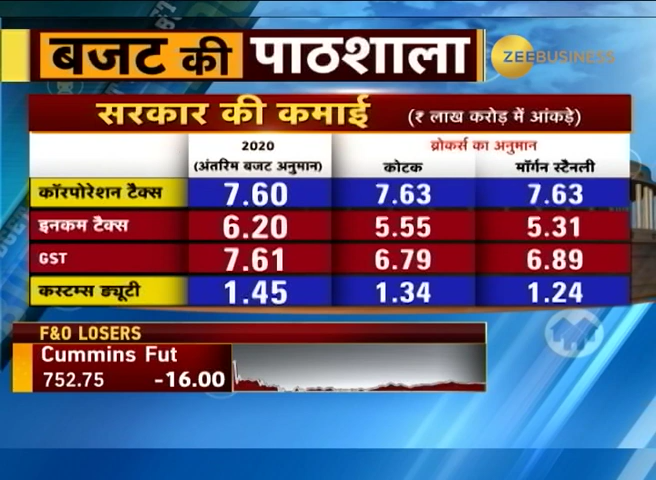 बजट की पाठशाला
ZEEBUSINESS
सरकार की कमाई (₹ लाख करोड़ में आंकड़े)
2020 ब्रोकर्स का अनुमान
(अंतरिम बजट अनुमान) कोटक मॉर्गन स्टैनली
कॉरपोरेशन टैक्स 7.60 7.63 7.63
इनकम टैक्स 6.20 5.55 5.31
GST 7.61 6.79 6.89
कस्टम्स ड्यूटी 1.45 1.34 1.24
F&O LOSERS
Cummins Fut
752.75 -16.00